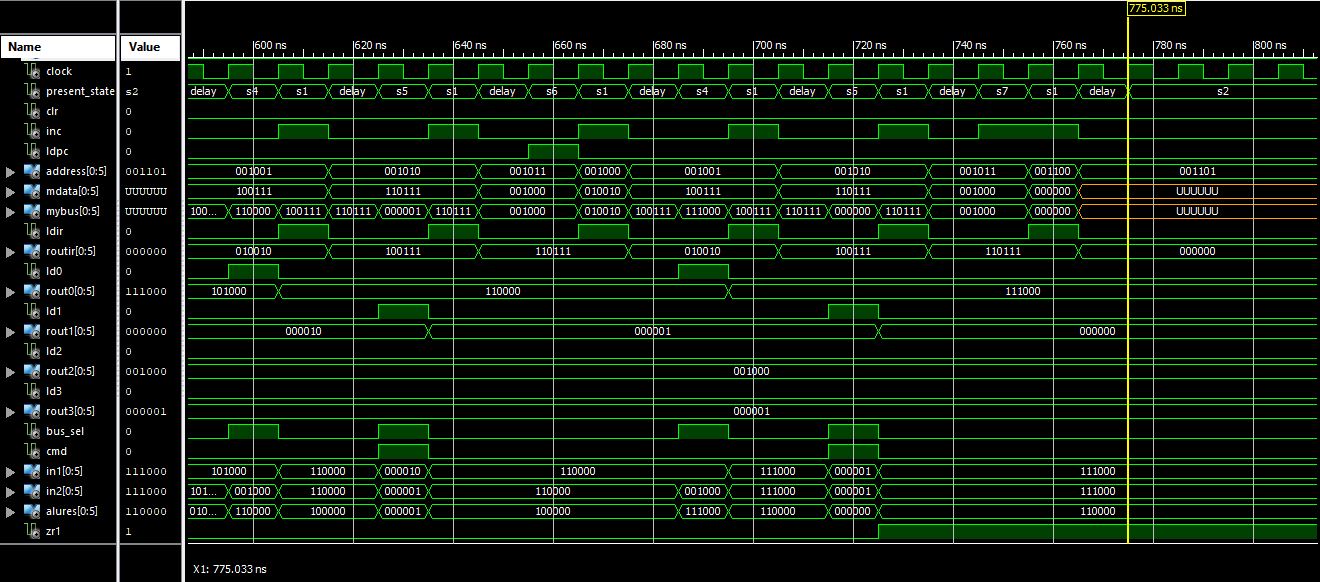 775.033 ns
Name Value 600 ns 620 ns 640 ns 660 ns 680 ns 700 ns 720 ns 740 ns 760 ns 780 ns 800 ns
clock 1
present_state s2 delay s4 s1 delay s5 s1 delay s6 s1 delay s4 s1 delay s5 s1 delay s7 s1 delay s2
clr 0
inc 0
ldpc 0
address[0:5] 001101 001001 001010 001011 001000 001001 001010 001011 001100 001101
mdata[0:5] UUUUUU 100111 110111 001000 010010 100111 110111 001000 000000 UUUUUU
mybus[0:5] UUUUUU 100... 110000 100111 110111 000001 110111 001000 010010 100111 111000 100111 110111 000000 110111 001000 000000 UUUUUU
ldir 0
routir[0:5] 000000 010010 100111 110111 010010 100111 110111 000000
ld0 0
rout0[0:5] 111000 101000 110000 111000
ld1 0
rout1[0:5] 000000 000010 000001 000000
ld2 0
rout2[0:5] 001000 001000
ld3 0
rout3[0:5] 000001 000001
bus_sel 0
cmd 0
in1[0:5] 111000 101000 110000 000010 110000 111000 000001 111000
in2[0:5] 111000 101... 001000 110000 000001 110000 001000 111000 000001 111000
alures[0:5] 110000 010... 110000 100000 000001 100000 111000 110000 000000 110000
zr1 1
X1: 775.033 ns